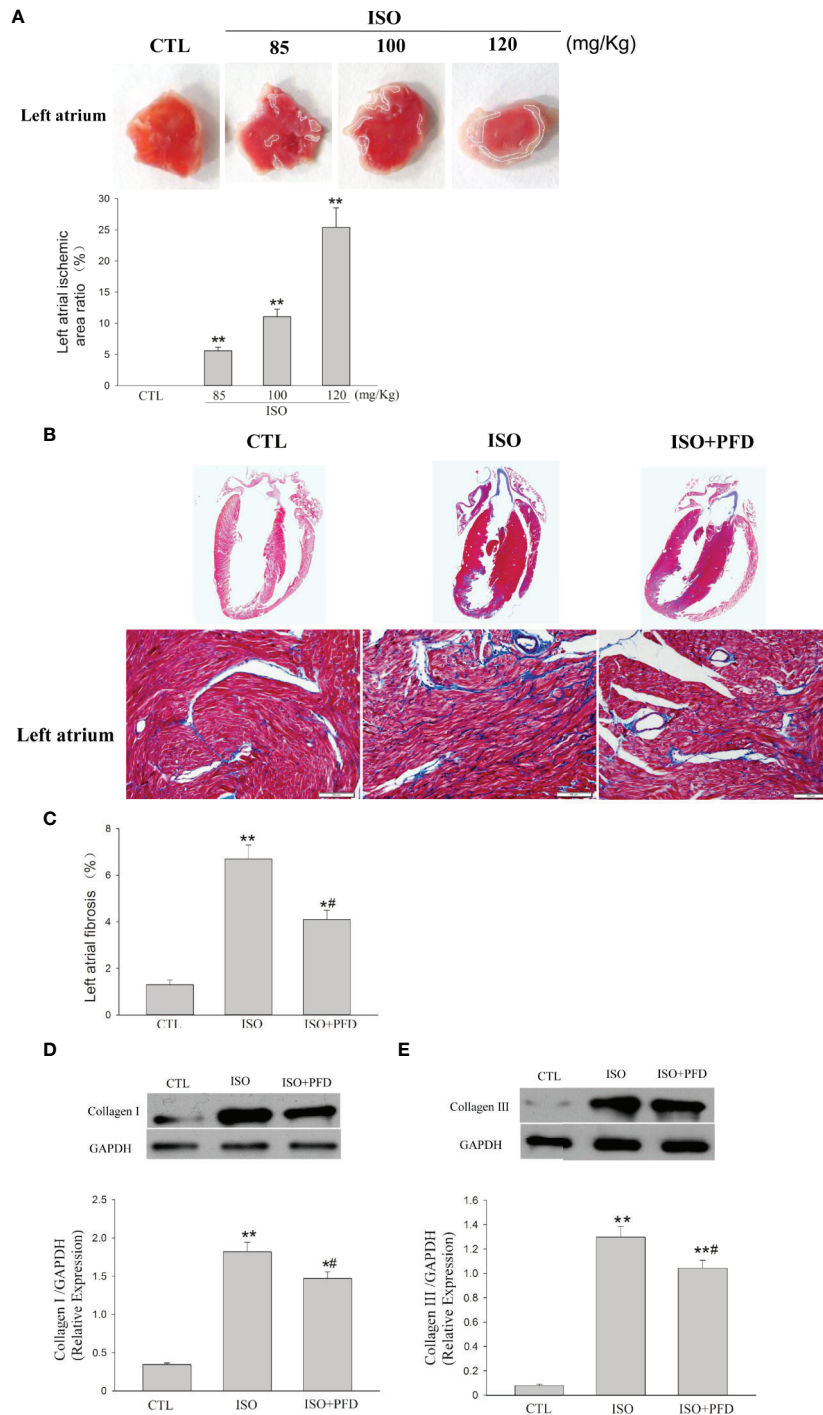 A
ISO
CTL 85 100 120 (mg/Kg)
Left atrium
Left atrial ischemic
area ratio (%)
30
25
20
15
10
5
0
** ** **
CTL 85 100 120 (mg/Kg)
ISO
B
CTL ISO ISO+PFD
Left atrium
C
Left atrial fibrosis (%)
8
6
4
2
0
** *#
CTL ISO ISO+PFD
D
CTL ISO ISO+PFD
Collagen I
GAPDH
Collagen I /GAPDH
(Relative Expression)
2.5
2.0
1.5
1.0
0.5
0.0
** *#
CTL ISO ISO+PFD
E
CTL ISO ISO+PFD
Collagen III
GAPDH
Collagen III /GAPDH
(Relative Expression)
1.6
1.4
1.2
1.0
0.8
0.6
0.4
0.2
0.0
** **#
CTL ISO ISO+PFD